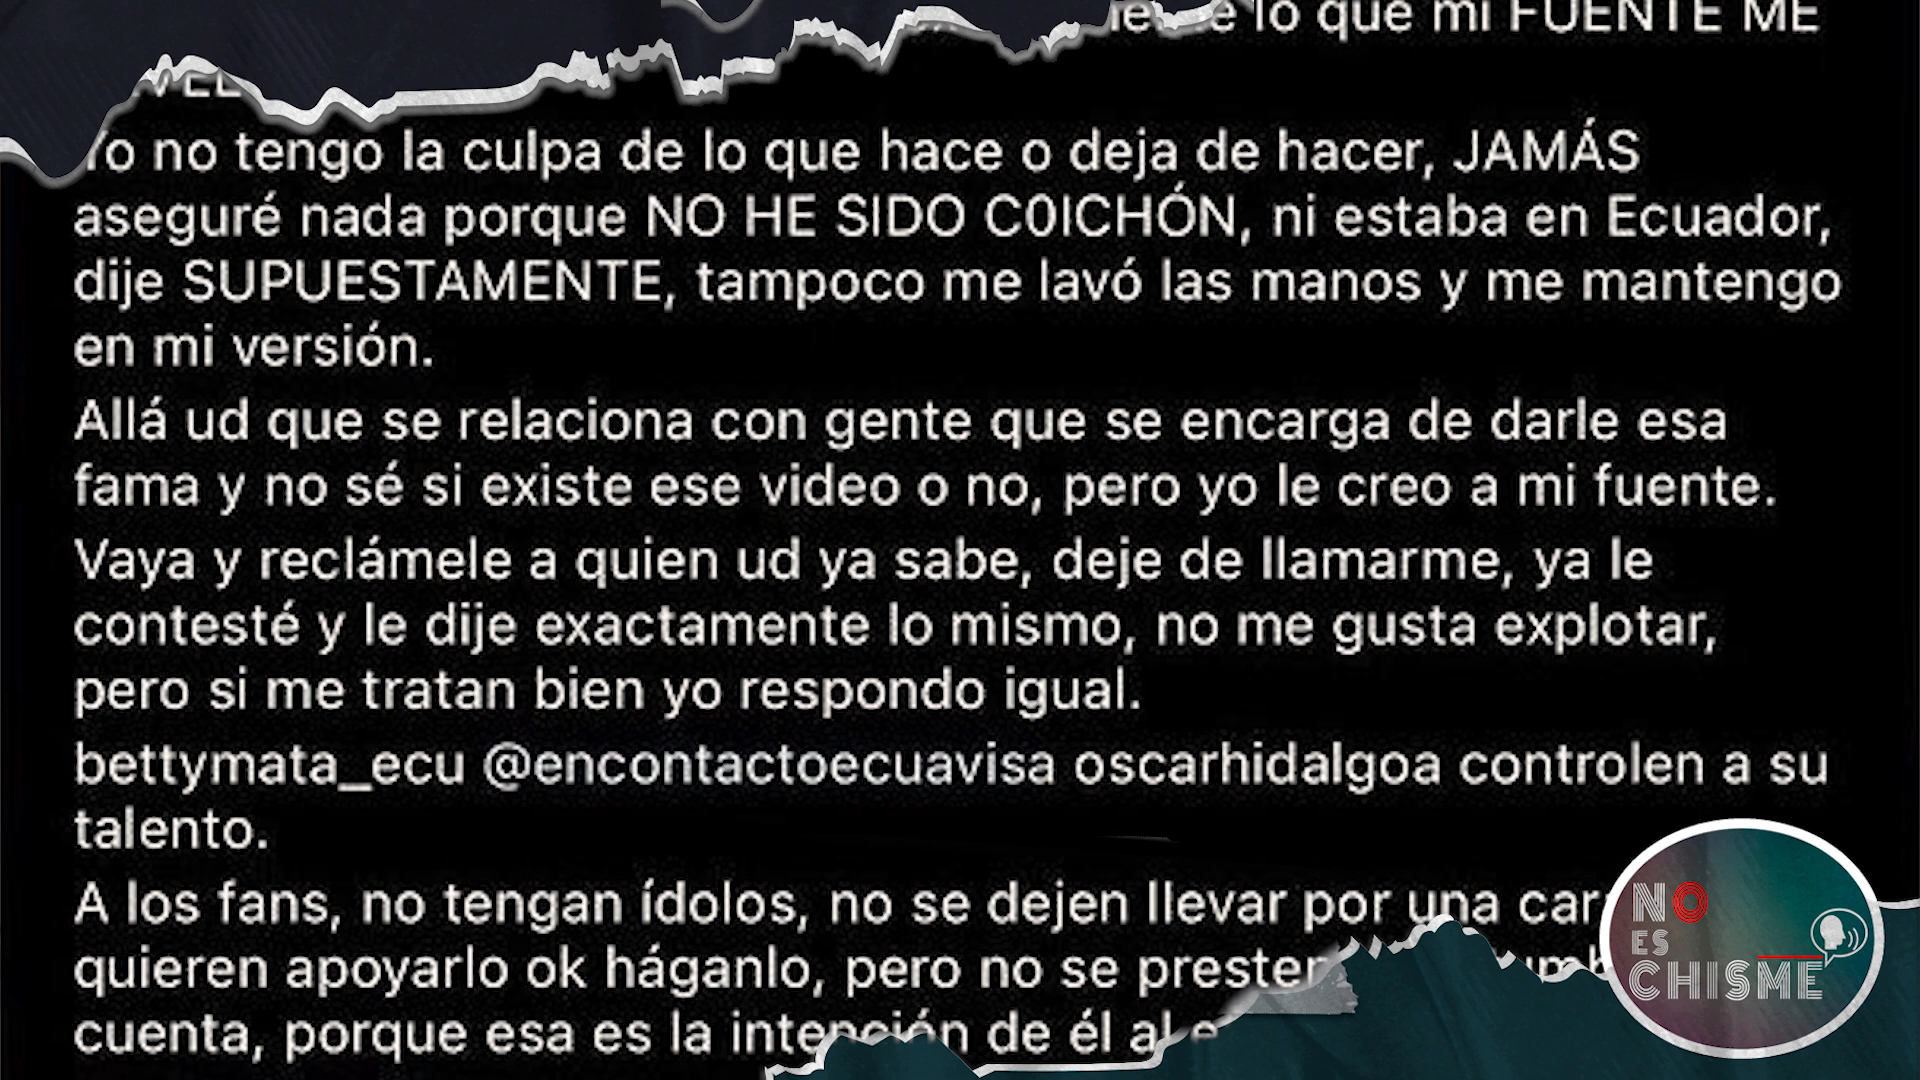 lo que mi FUENTE ME
Yo no tengo la culpa de lo que hace o deja de hacer, JAMÁS
aseguré nada porque NO HE SIDO C0lCHÓN, ni estaba en Ecuador,
dije SUPUESTAMENTE, tampoco me lavó las manos y me mantengo
en mi versión.
Allá ud que se relaciona con gente que se encarga de darle esa
fama y no sé si existe ese video o no, pero yo le creo a mi fuente.
Vaya y reclámele a quien ud ya sabe, deje de llamarme, ya le
contesté y le dije exactamente lo mismo, no me gusta explotar,
pero si me tratan bien yo respondo igual.
bettymata_ecu @encontactoecuavisa oscarhidalgoa controlen a su
talento.
A los fans, no tengan ídolos, no se dejen llevar por una
quieren apoyarlo ok háganlo, pero no se
cuenta, porque esa es la intención de él al
NO
ES
CHISME